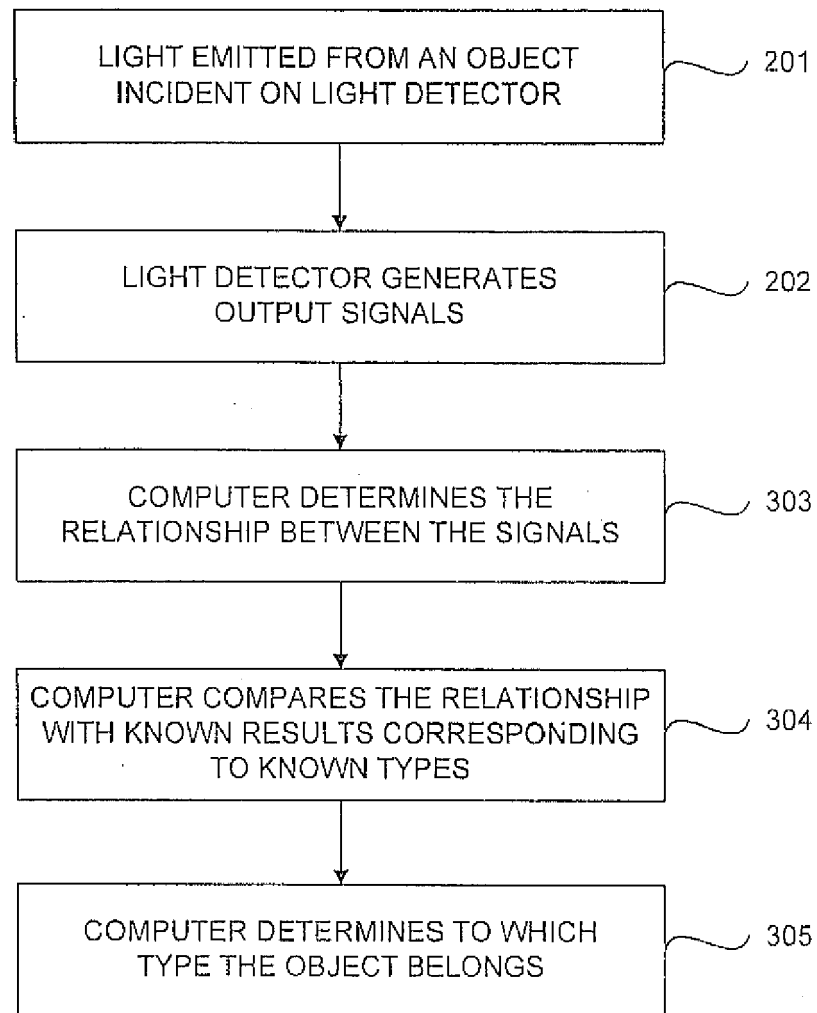 LIGHT EMITTED FROM AN OBJECT
INCIDENT ON LIGHT DETECTOR
201
LIGHT DETECTOR GENERATES
OUTPUT SIGNALS
202
COMPUTER DETERMINES THE
RELATIONSHIP BETWEEN THE SIGNALS
303
COMPUTER COMPARES THE RELATIONSHIP
WITH KNOWN RESULTS CORRESPONDING
TO KNOWN TYPES
304
COMPUTER DETERMINES TO WHICH
TYPE THE OBJECT BELONGS
305